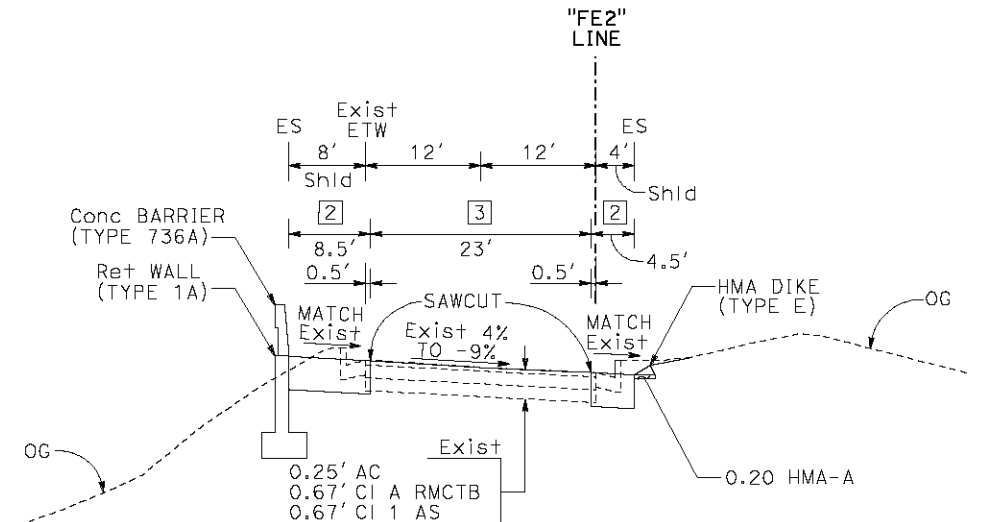 "FE2"
LINE
ES
Exist
ETW
ES
8'
12'
12'
4'
Shld
Shld
2
3
2
Conc BARRIER
(TYPE 736A)
8.5'
23'
4.5'
Ret WALL
(TYPE 1A)
0.5'
0.5'
HMA DIKE
(TYPE E)
SAWCUT
OG
MATCH
Exist
Exist 4%
TO -9%
MATCH
Exist
OG
Exist
0.25' AC
0.67' Cl A RMCTB
0.67' Cl 1 AS
0.20 HMA-A